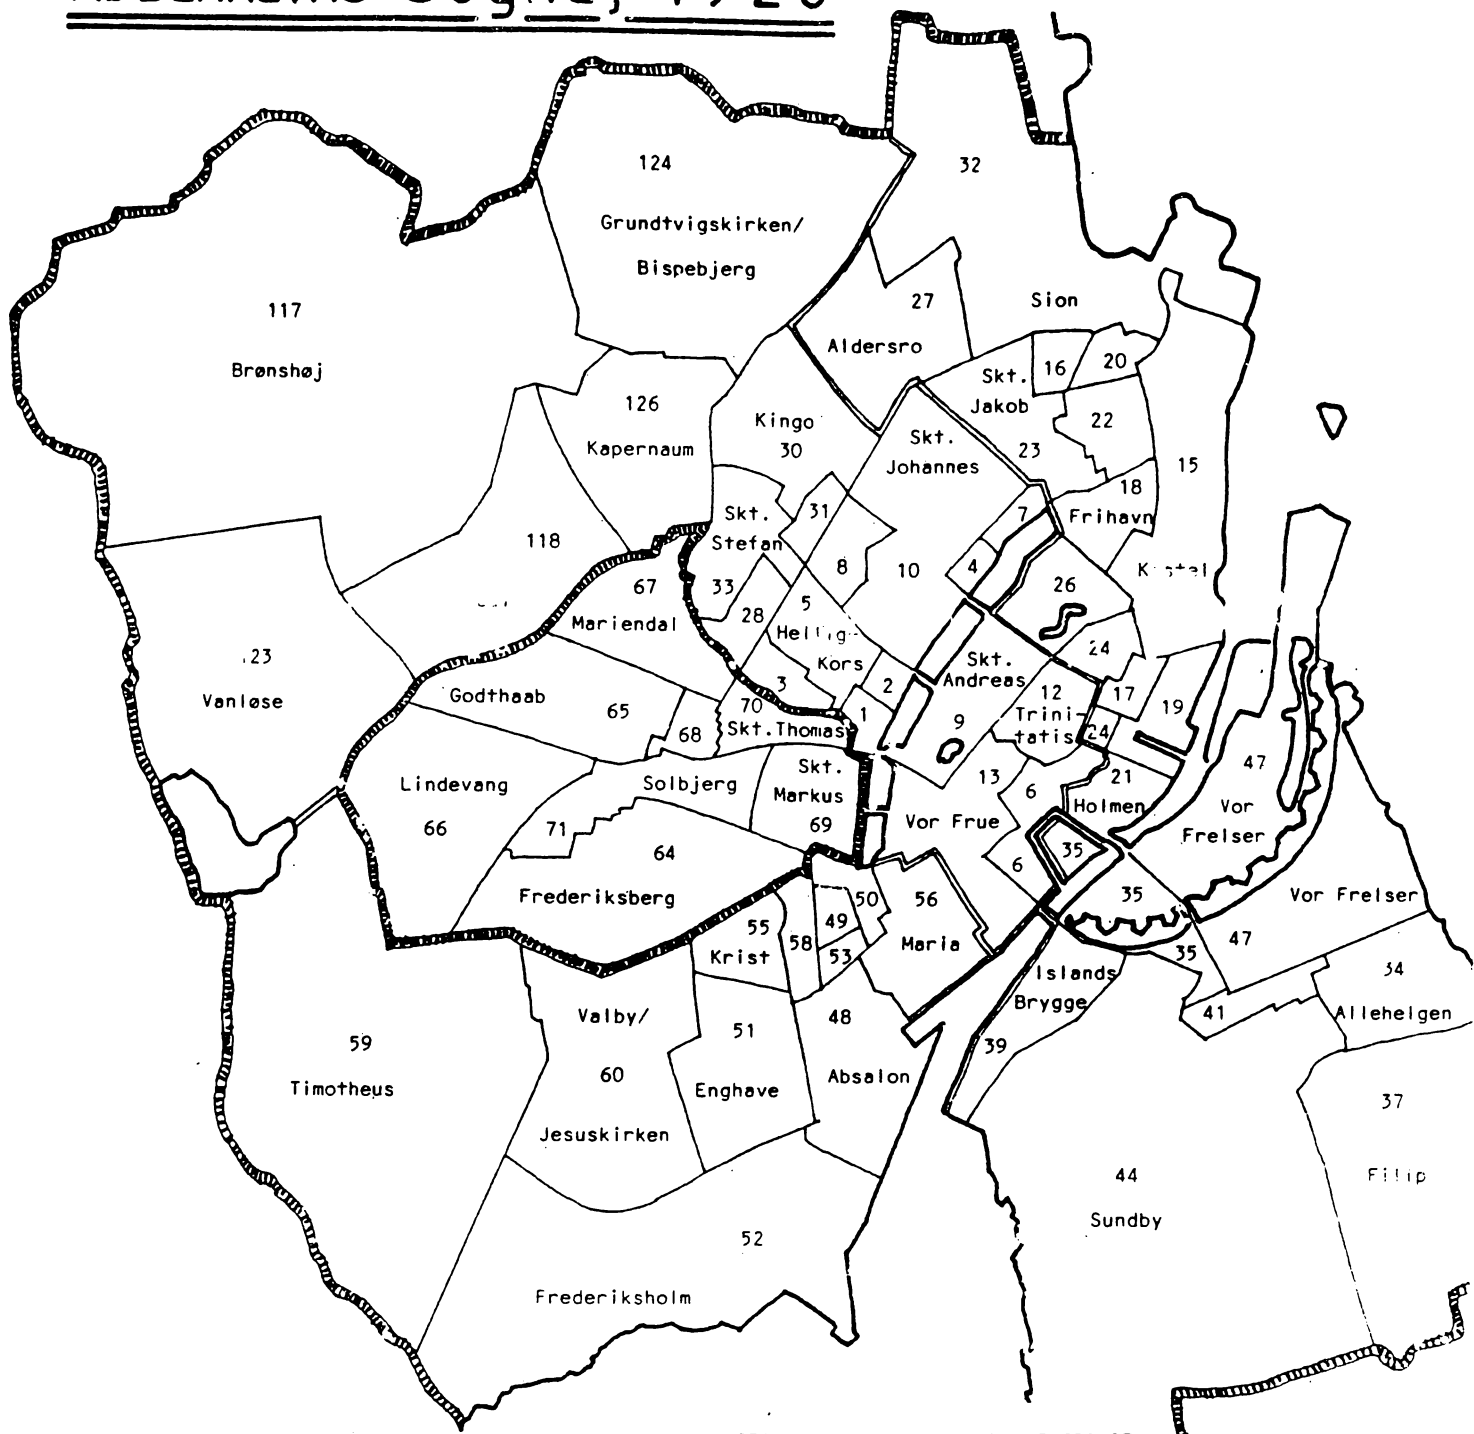 Sogne, 1920
124
Grundtvigskirken/
Bispebjerg
32
117
Brønshøj
27
Aldersro
Sion
16
20
Skt.
Jakob
23
22
126
Kapernaum
Kingo
30
Skt.
Johannes
15
18
Frihavn
7
31
Skt.
Stefan
33
118
8
10
4
26
67
Mariendal
28
5
Hellig-
Kors
3
2
1
Skt.
Andreas
9
24
12
Trini-
tatis
17
19
24
23
Vanløse
Godthaab
65
68
70
Skt.Thomas
Lindevang
66
Solbjerg
71
Skt.
Markus
69
13
Vor Frue
6
6
21
Holmen
35
47
Vor
Frelser
64
Frederiksberg
50
49
53
56
Maria
55
Krist
58
35
35
Vor Frelser
47
34
Allehelgen
Islands
Brygge
39
41
59
Timotheus
Valby/
60
Jesuskirken
51
Enghave
48
Absalon
37
Filip
44
Sundby
52
Frederiksholm